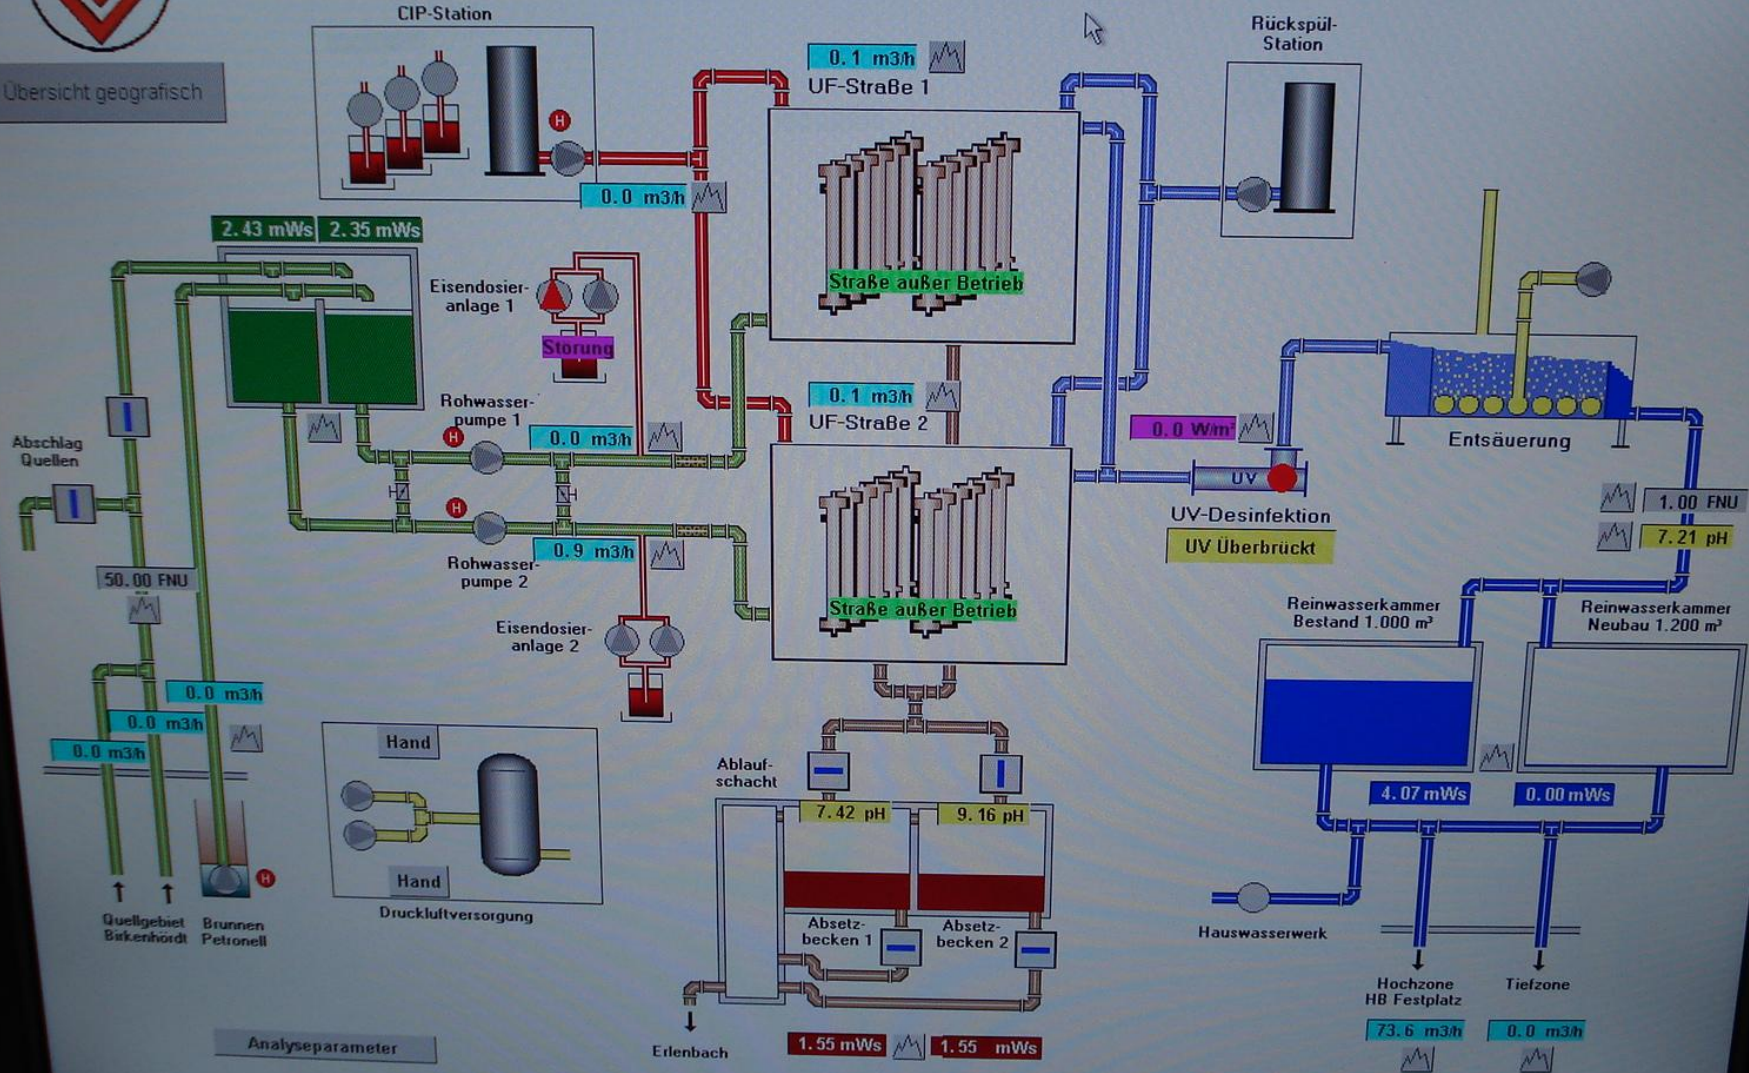 CIP-Station
Rückspül-
Station
0.1 m3/h
UF-Straße 1
Übersicht geografisch
H
0.0 m3/h
2.43 mWs
2.35 mWs
Eisendosier-
anlage 1
Straße außer Betrieb
Störung
Rohwasser-
pumpe 1
H
0.0 m3/h
0.1 m3/h
UF-Straße 2
0.0 W/m²
Entsäuerung
Abschlag
Quellen
UV
1.00 FNU
7.21 pH
UV-Desinfektion
UV Überbrückt
H
0.9 m3/h
Rohwasser-
pumpe 2
50.00 FNU
Straße außer Betrieb
Eisendosier-
anlage 2
Reinwasserkammer
Bestand 1.000 m³
Reinwasserkammer
Neubau 1.200 m³
0.0 m3/h
0.0 m3/h
0.0 m3/h
Hand
Ablauf-
schacht
7.42 pH
9.16 pH
4.07 mWs
0.00 mWs
Hand
H
Druckluftversorgung
Quellgebiet
Birkenhördt
Brunnen
Petronell
Absetz-
becken 1
Absetz-
becken 2
Hauswasserwerk
Hochzone
HB Festplatz
Tiefzone
73.6 m3/h
0.0 m3/h
Analyseparameter
Erlenbach
1.55 mWs
1.55 mWs